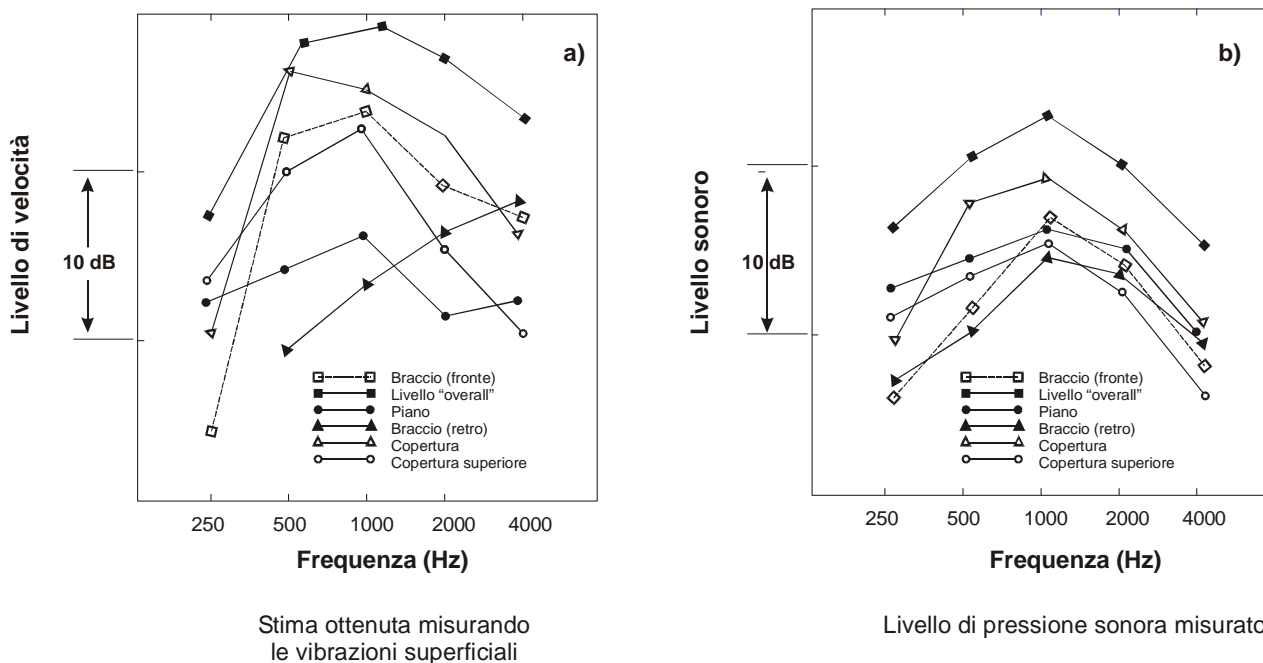 a)
Livello di velocità
10 dB
Braccio (fronte)
Livello "overall"
Piano
Braccio (retro)
Copertura
Copertura superiore
250 500 1000 2000 4000
Frequenza (Hz)
Stima ottenuta misurando
le vibrazioni superficiali
b)
Livello sonoro
10 dB
Braccio (fronte)
Livello "overall"
Piano
Braccio (retro)
Copertura
Copertura superiore
250 500 1000 2000 4000
Frequenza (Hz)
Livello di pressione sonora misurato